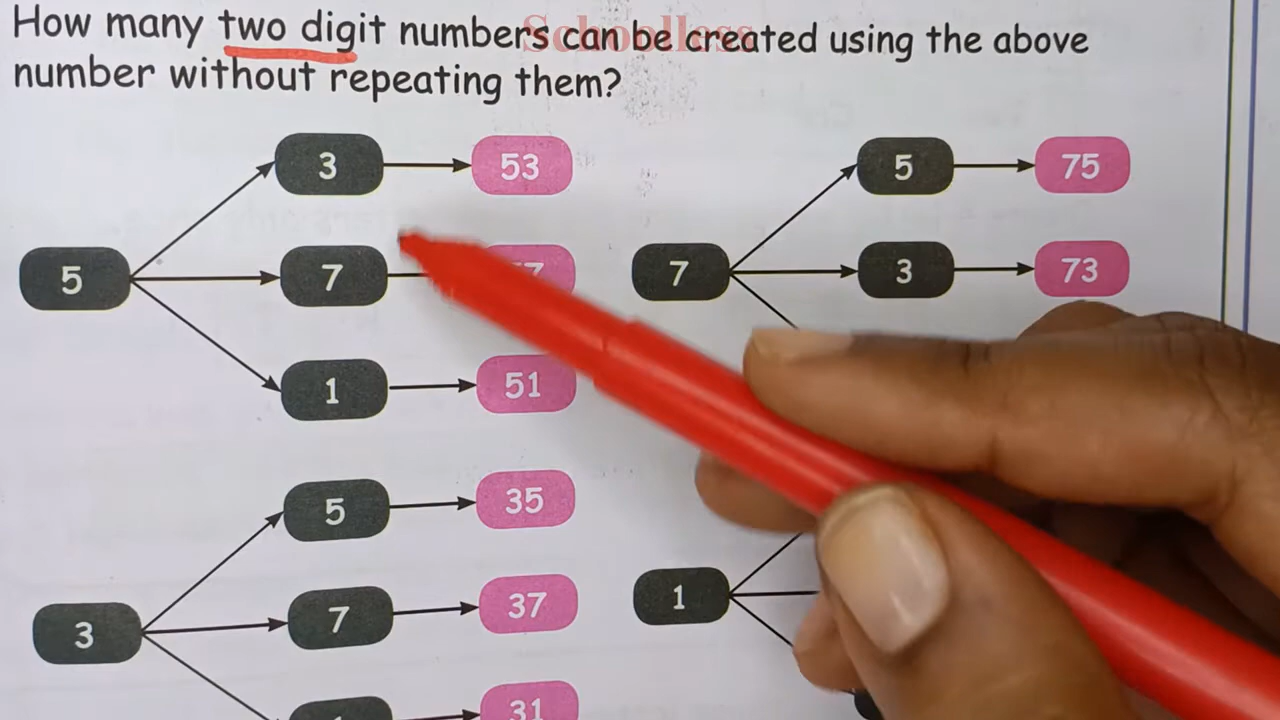 How many two digit numbers can be created using the above
number without repeating them?
Schoolless
3 53
5 7
1 51
5 35
3 7 37
31
5 75
7 3 73
1